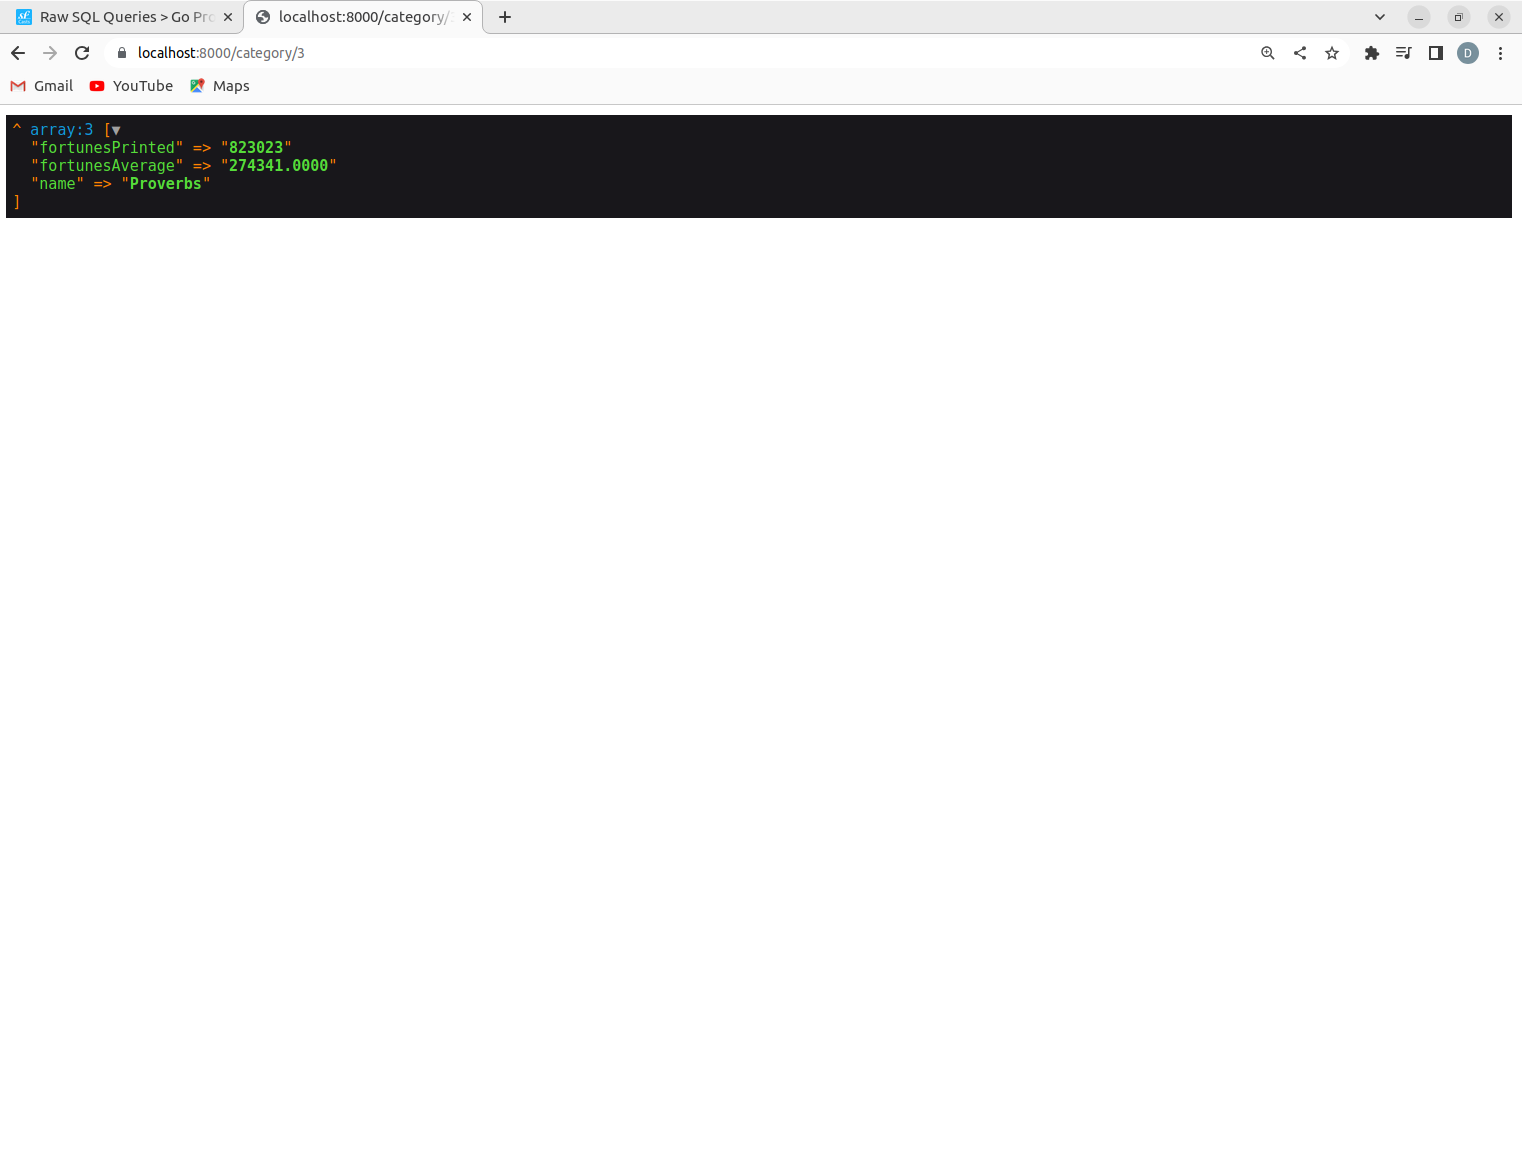 Raw SQL Queries > Go Pro
localhost:8000/category/
localhost:8000/category/3
D
Gmail
YouTube
Maps
^ array:3 [▼
"fortunesPrinted" => "823023"
"fortunesAverage" => "274341.0000"
"name" => "Proverbs"
]